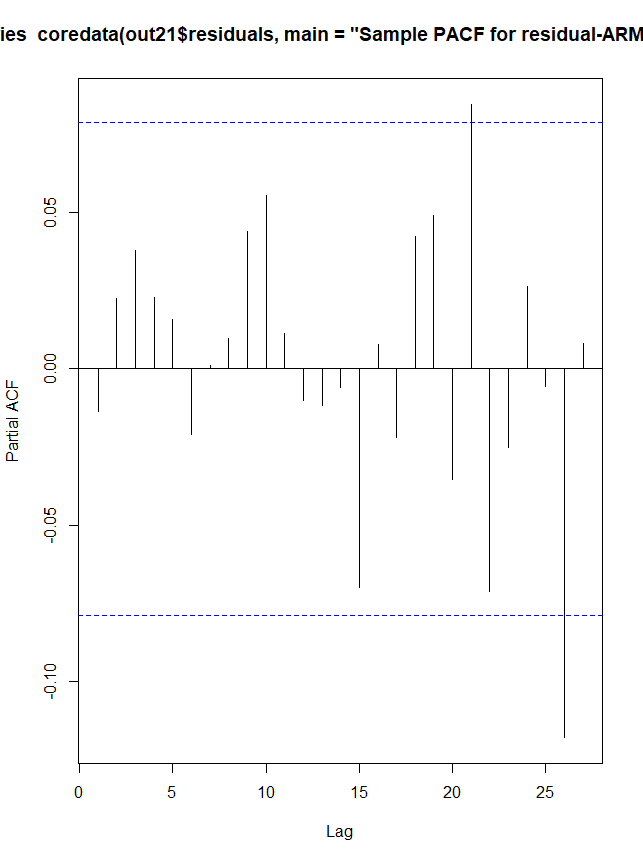 ies coredata(out21$residuals, main = "Sample PACF for residual-ARM
Partial ACF
0.05
0.00
-0.05
-0.10
0 5 10 15 20 25
Lag